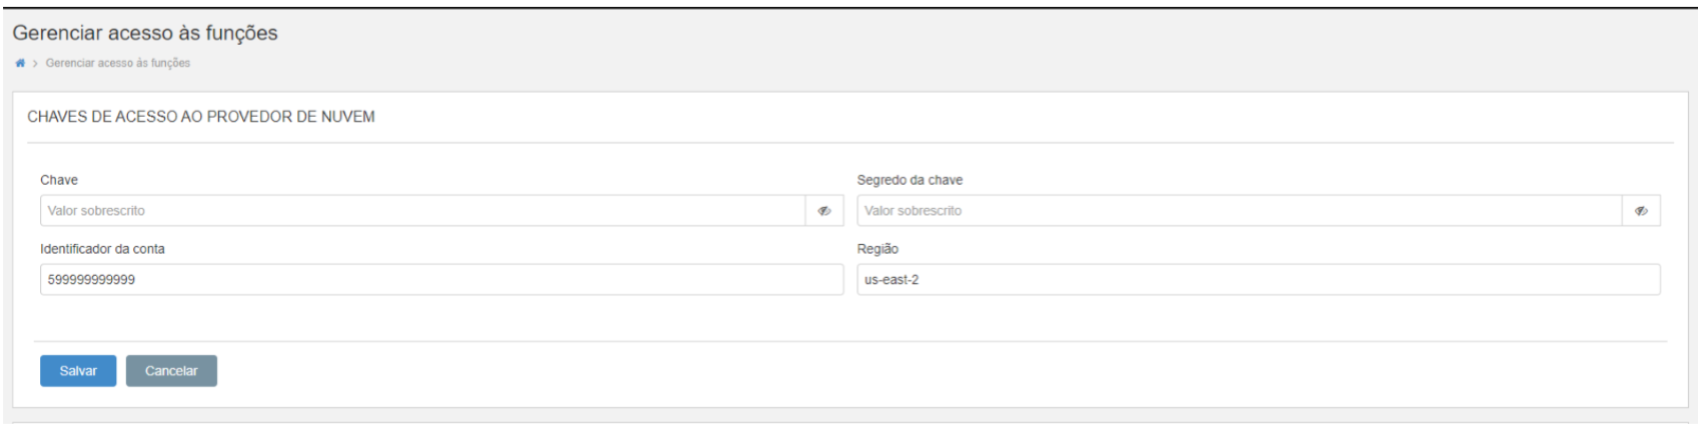 Gerenciar acesso às funções
> Gerenciar acesso às funções
CHAVES DE ACESSO AO PROVEDOR DE NUVEM
Chave
Segredo da chave
Valor sobrescrito
Valor sobrescrito
Identificador da conta
Região
599999999999
us-east-2
Salvar
Cancelar